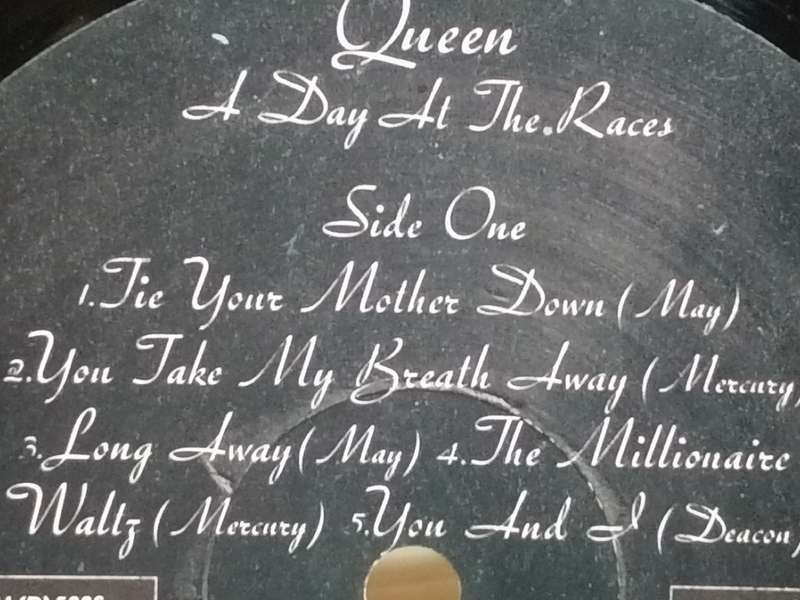 Queen
A Day At The Races
Side One
1. Tie Your Mother Down (May)
2. You Take My Breath Away (Mercury)
3. Long Away (May) 4. The Millionaire
Waltz (Mercury) 5. You And I (Deacon)